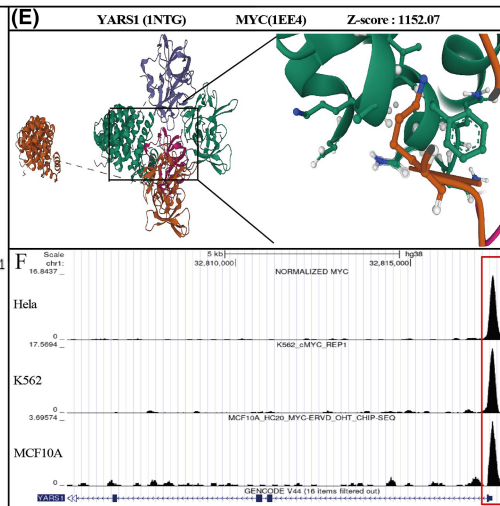 (E) YARS1 (1NTG) MYC(1EE4) Z-score : 1152.07
1 F
Scale 5 kb hg38
chr1: 32,810,000 32,815,000
16.8437 _ NORMALIZED MYC
Hela
0 _
17.5694 _ K562_cMYC_REP1
K562
0 _
3.69574 _ MCF10A_HC20_MYC-ERVD_OHT_CHIP-SEQ
MCF10A
0 _
GENCODE V44 (16 items filtered out)
YARS1